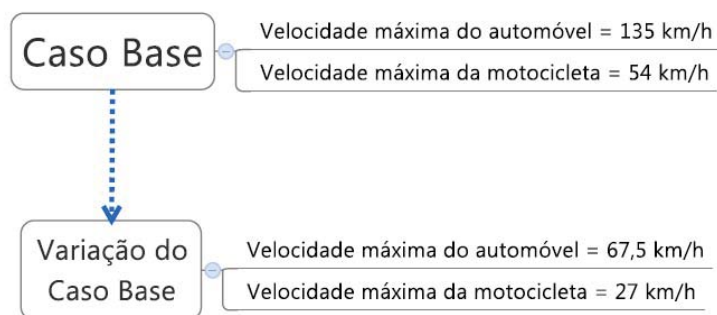 Caso Base
Velocidade máxima do automóvel = 135 km/h
Velocidade máxima da motocicleta = 54 km/h
Variação do
Caso Base
Velocidade máxima do automóvel = 67,5 km/h
Velocidade máxima da motocicleta = 27 km/h